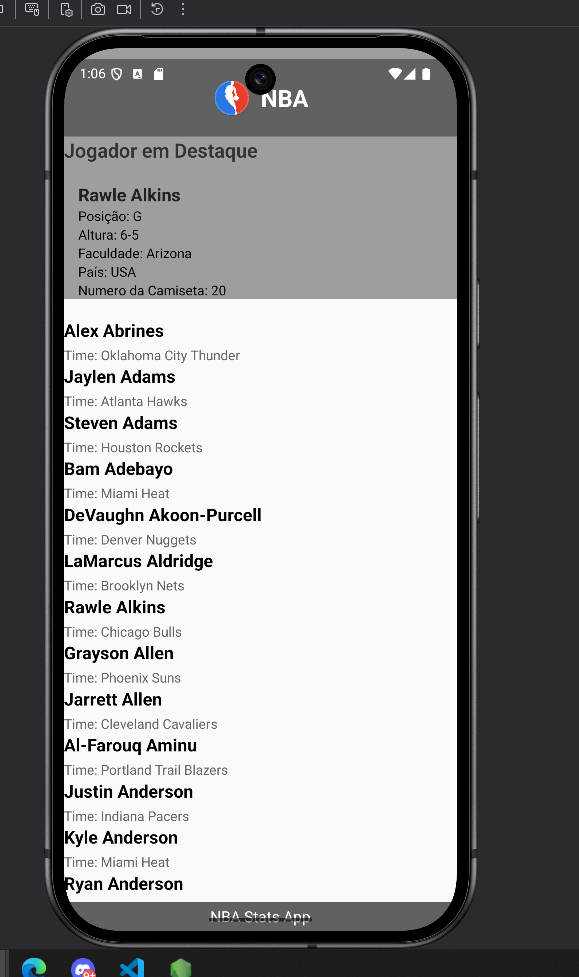 1:06
NBA
Jogador em Destaque
Rawle Alkins
Posição: G
Altura: 6-5
Faculdade: Arizona
País: USA
Numero da Camiseta: 20
Alex Abrines
Time: Oklahoma City Thunder
Jaylen Adams
Time: Atlanta Hawks
Steven Adams
Time: Houston Rockets
Bam Adebayo
Time: Miami Heat
DeVaughn Akoon-Purcell
Time: Denver Nuggets
LaMarcus Aldridge
Time: Brooklyn Nets
Rawle Alkins
Time: Chicago Bulls
Grayson Allen
Time: Phoenix Suns
Jarrett Allen
Time: Cleveland Cavaliers
Al-Farouq Aminu
Time: Portland Trail Blazers
Justin Anderson
Time: Indiana Pacers
Kyle Anderson
Time: Miami Heat
Ryan Anderson
NBA Stats App